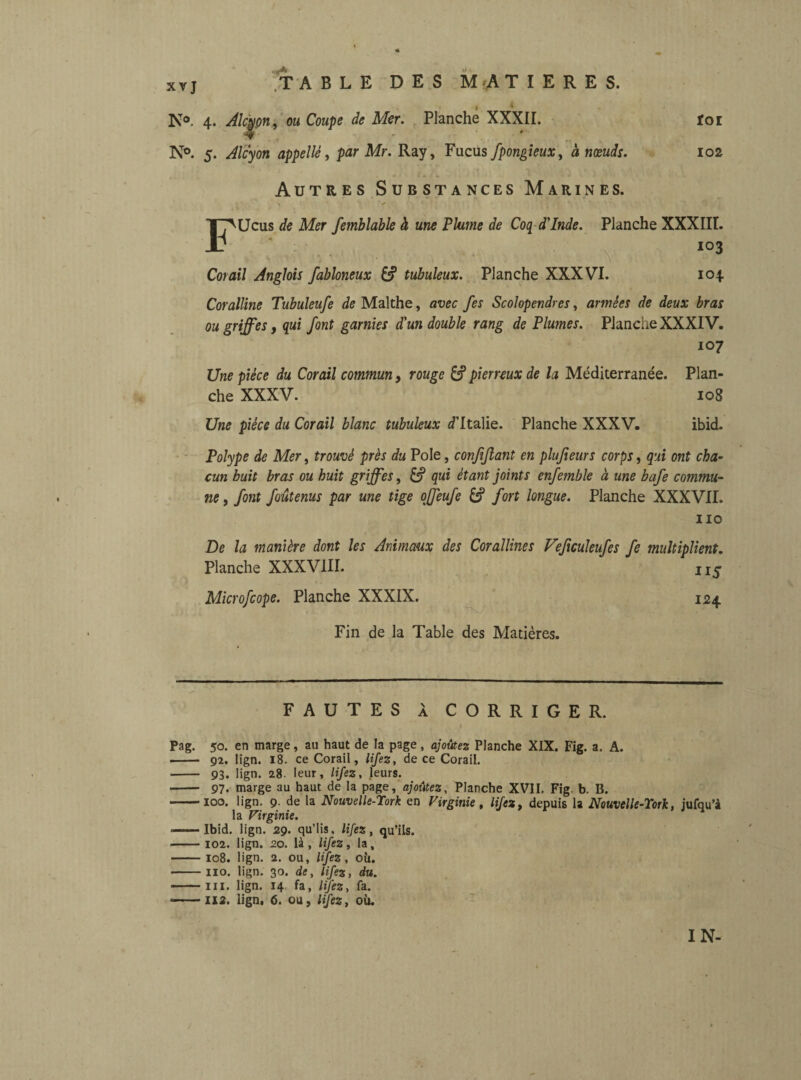 xvj TABLE DES MATIERES.
N°. 4. Alcyon, ou Coupe de Mer. Planche XXXII. 101
N°. 5. Alcyon appellé, par Mr. Ray, Fucus ſpongieux, à nœuds. 102
AUTRES SUBSTANCES MARINES.
FUcus de Mer ſemblable à une Plume de Coq d'Inde. Planche XXXIII.
103
Corail Anglois ſabloneux & tubuleux. Planche XXXVI. 104
Coralline Tubuleuſe de Malthe, avec ſes Scolopendres, armées de deux bras
ou griffes, qui ſont garnies d'un double rang de Plumes. Planche XXXIV.
107
Une piéce du Corail commun, rouge & pierreux de la Méditerranée. Plan-
che XXXV. 108
Une piéce du Corail blanc tubuleux d'Italie. Planche XXXV. ibid.
Polype de Mer, trouvé près du Pole, conſiſtant en pluſieurs corps, qui ont cha-
cun huit bras ou huit griffes, & qui étant joints enſemble à une baſe commu-
ne, ſont ſoûtenus par une tige oſſeuſe & fort longue. Planche XXXVII.
110
De la manière dont les Animaux des Corallines Veſiculeuſes ſe multiplient.
Planche XXXVIII. 115
Microſcope. Planche XXXIX. 124
Fin de la Table des Matières.
FAUTES À CORRIGER.
Pag. 50. en marge, au haut de la page, ajoûtez Planche XIX. Fig. a. A.
—— 92. lign. 18. ce Corail, liſez, de ce Corail.
—— 93. lign. 28. leur, liſez, leurs.
—— 97. marge au haut de la page, ajoûtez, Planche XVII. Fig. b. B.
—— 100. lign. 9. de la Nouvelle-York en Virginie, liſez, depuis la Nouvelle-York, juſqu'à
la Virginie.
—— Ibid. lign. 29. qu'lis, liſez, qu'ils.
—— 102. lign. 20. là, liſez, la,
—— 108. lign. 2. ou, liſez, où.
—— 110. lign. 30. de, liſez, du.
—— 111. lign. 14 fa, liſez, ſa.
—— 112. lign. 6. ou, liſez, où.
IN-